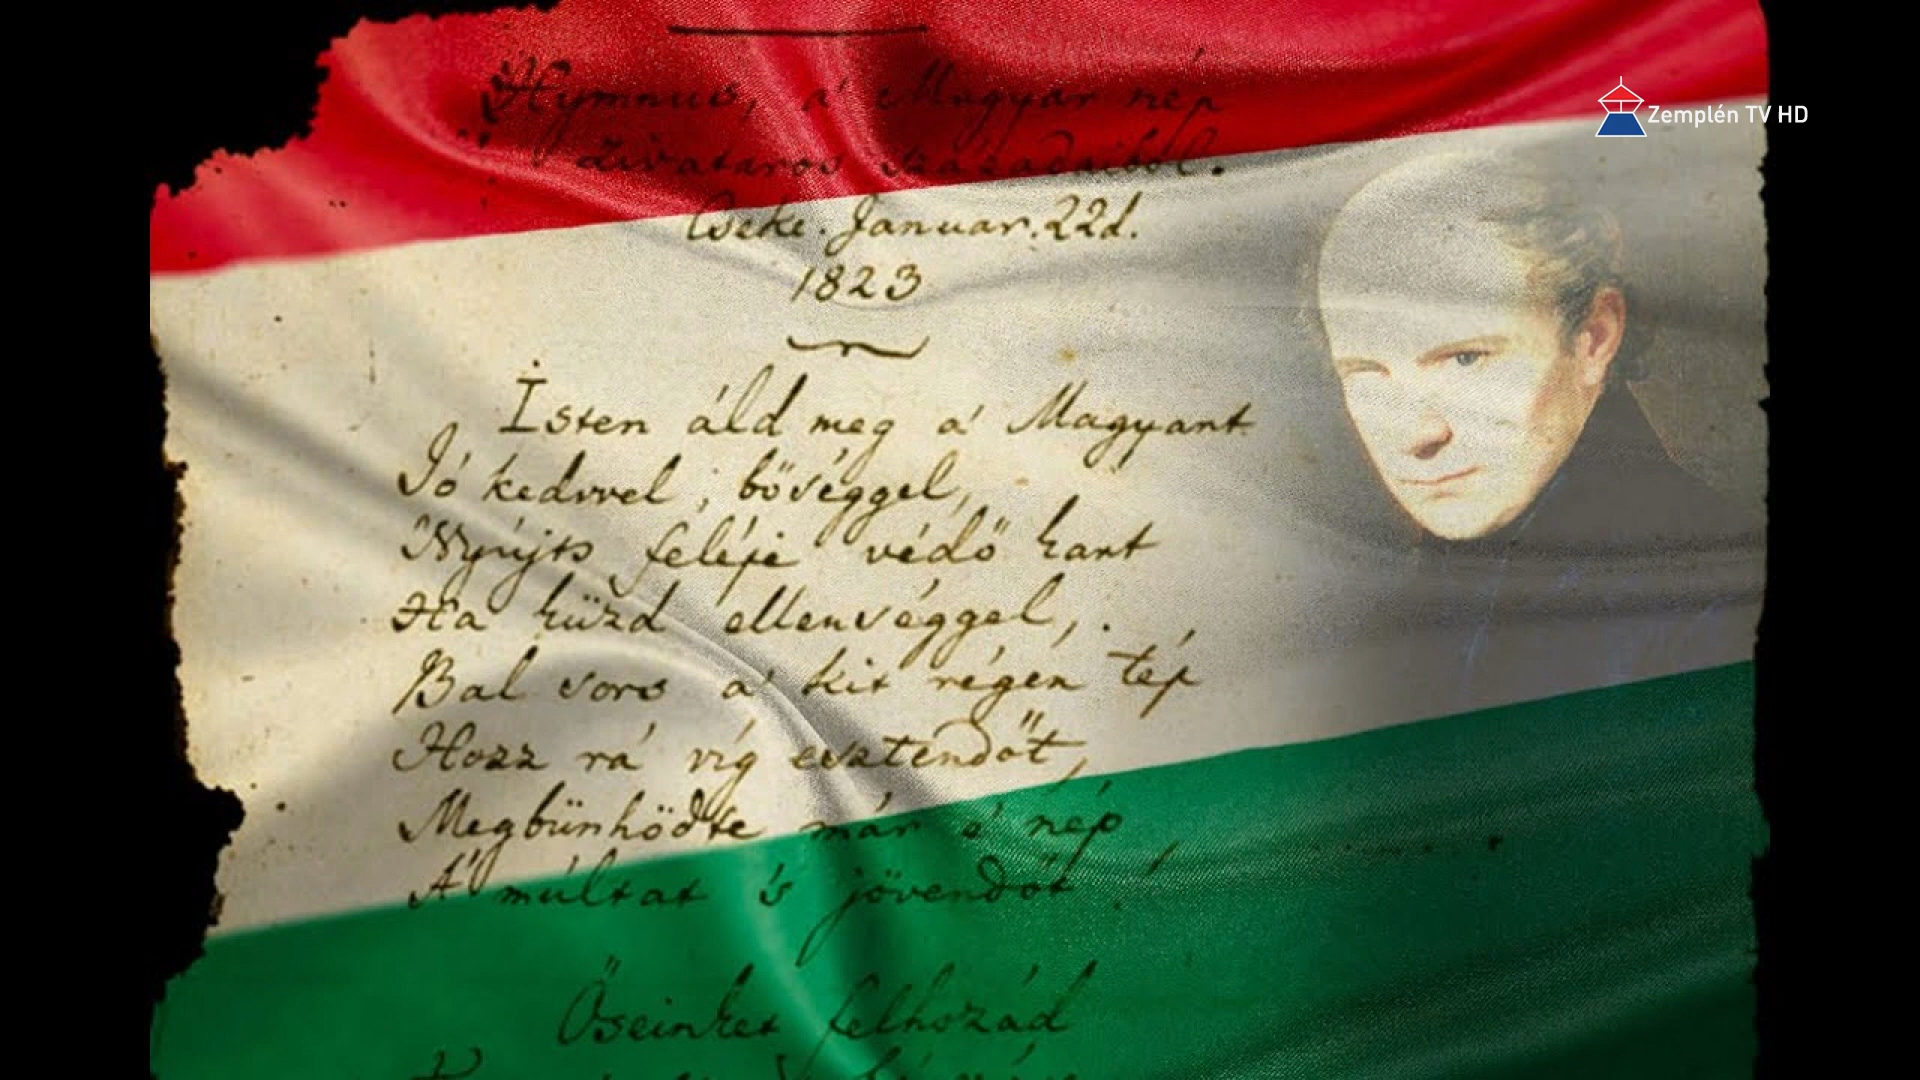 Hymnus, a' Magyar nép
zivataros századaiból.
Cseke. Januar. 22d.
1823
Zemplén TV HD
Isten áld meg a' Magyart
Jó kedvvel, bőséggel,
Nyújts feléje védő kart
Ha küzd ellenséggel,
Bal sors a' kit régen tép
Hozz rá víg esztendőt,
Megbünhödte már e' nép
A' múltat 's jövendőt
Őseinket felhozád